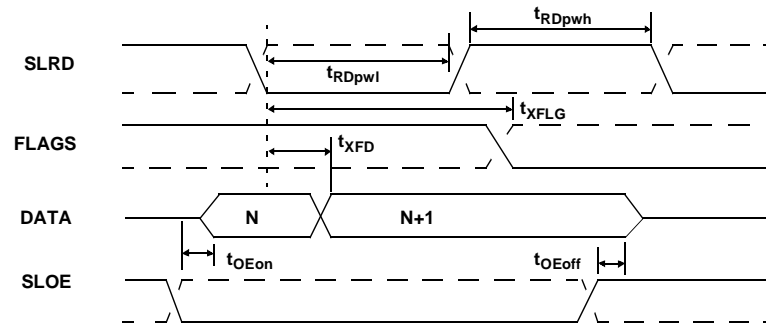 tRDpwh
SLRD
tRDpwl
tXFLG
FLAGS
tXFD
DATA
N
N+1
tOEon
tOEoff
SLOE